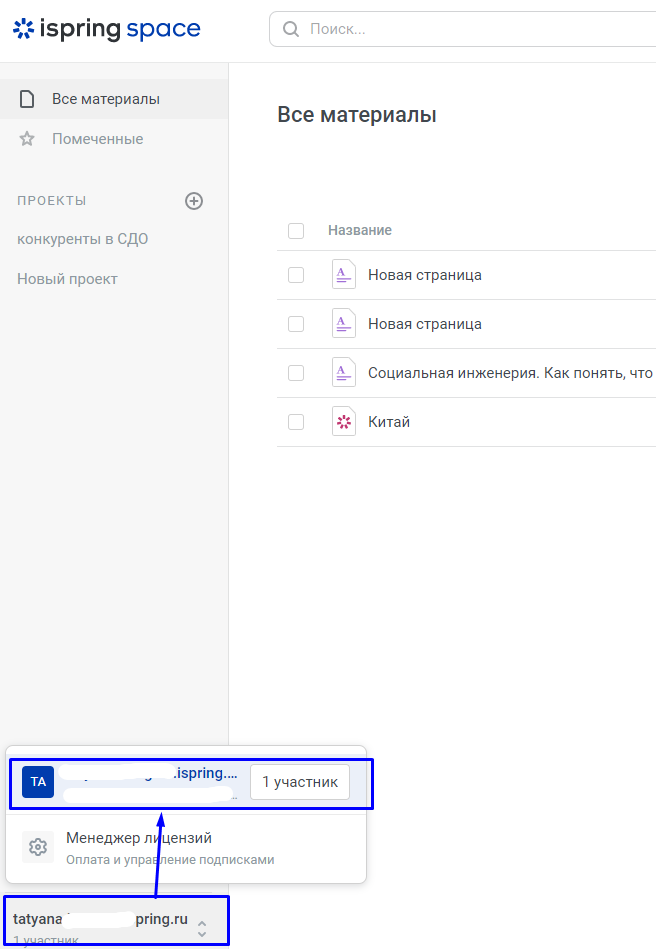 ispring space
Поиск...
Все материалы
Помеченные
ПРОЕКТЫ
конкуренты в СДО
Новый проект
Все материалы
Название
Новая страница
Новая страница
Социальная инженерия. Как понять, что
Китай
TA
.ispring.... 1 участник
Менеджер лицензий
Оплата и управление подписками
tatyana pring.ru
1 участник